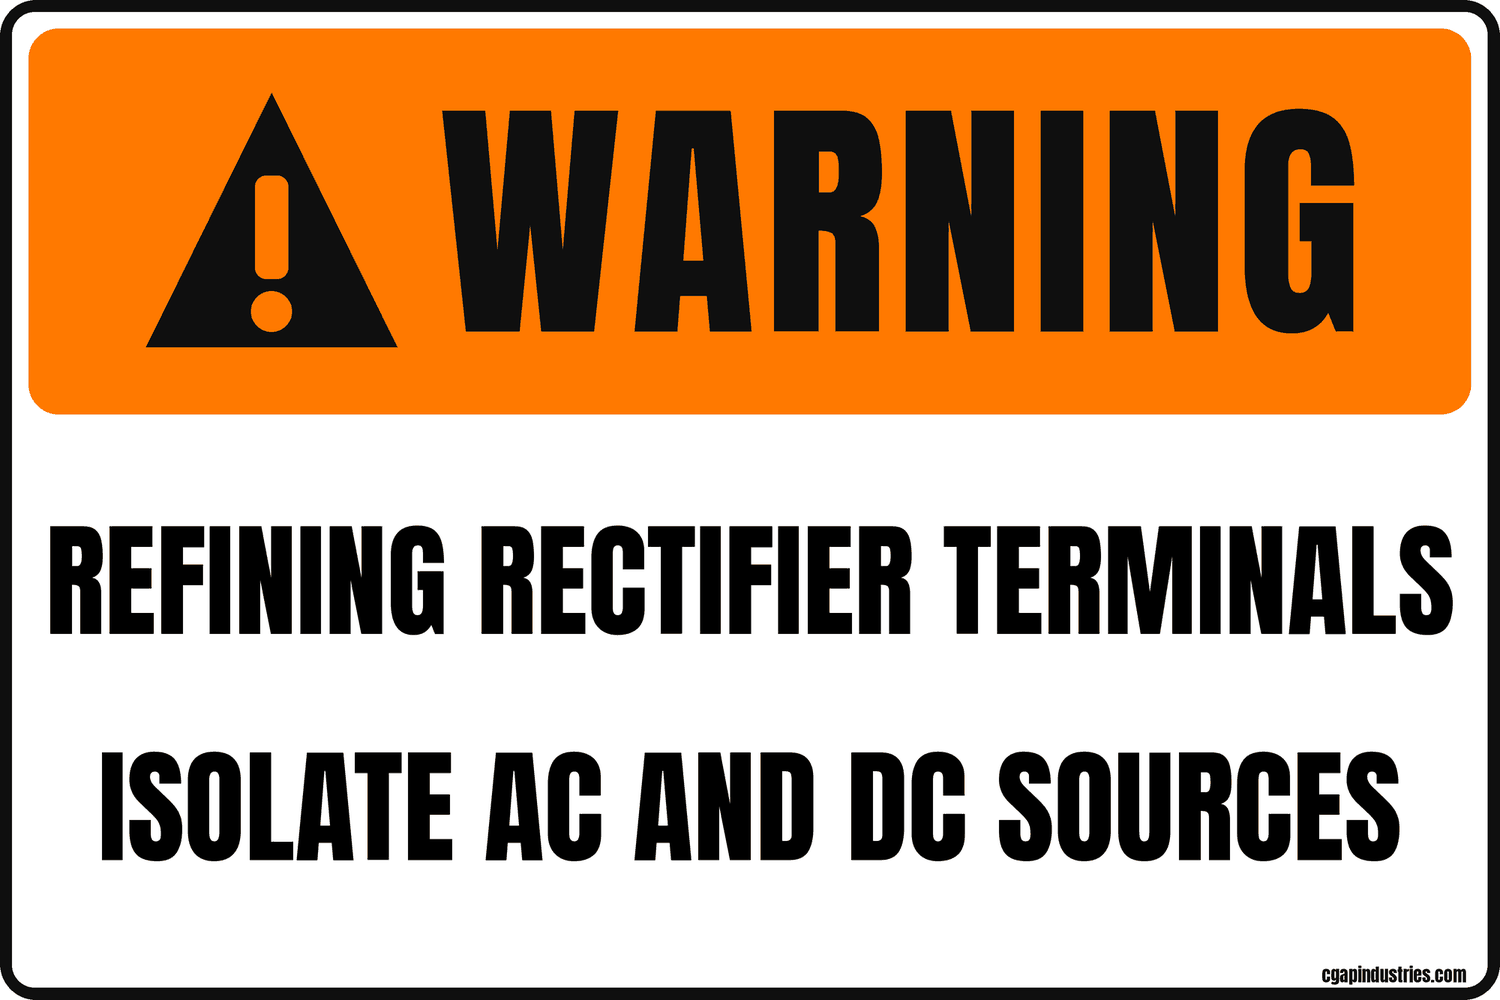 WARNING
REFINING RECTIFIER TERMINALS
ISOLATE AC AND DC SOURCES
cgapindustries.com